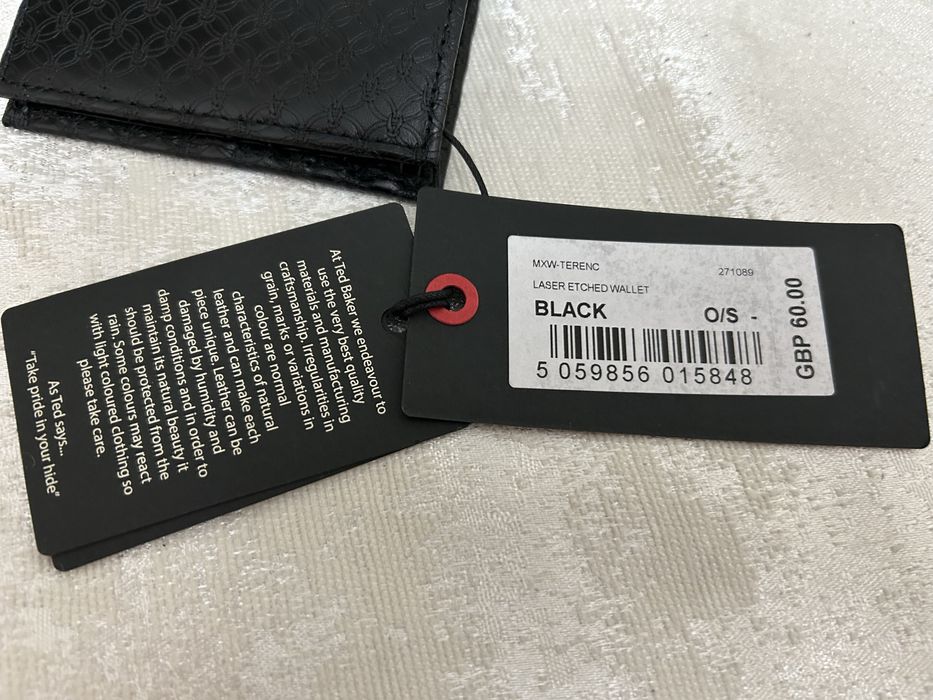 At Ted Baker we endeavour to
use the very best quality
materials and manufacturing
craftsmanship. Irregularities in
grain, marks or variations in
colour are normal
characteristics of natural
leather and can make each
piece unique. Leather can be
damaged by humidity and
damp conditions and in order to
maintain its natural beauty it
should be protected from the
rain. Some colours may react
with light coloured clothing so
please take care.
As Ted says...
"Take pride in your hide"
MXW-TERENC 271089
LASER ETCHED WALLET
BLACK O/S -
5 059856 015848
GBP 60.00